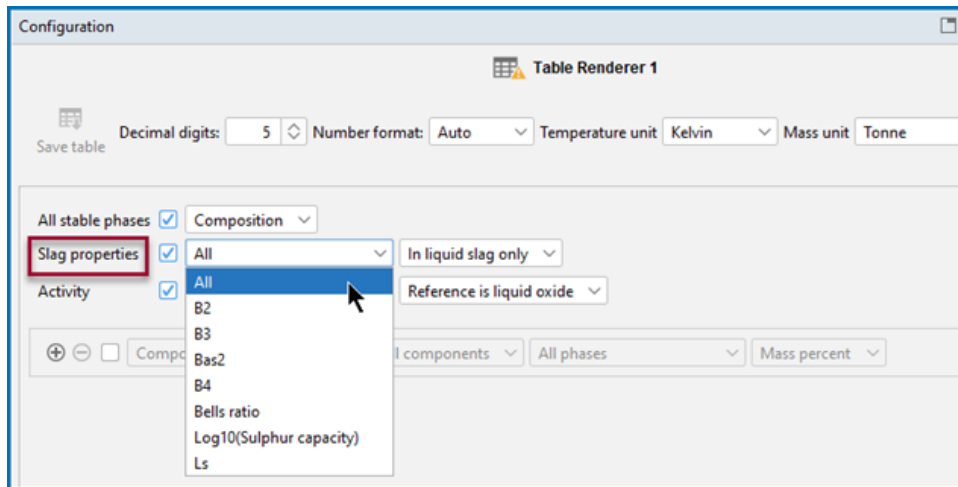 Configuration
Table Renderer 1
Save table
Decimal digits: 5 Number format: Auto Temperature unit Kelvin Mass unit Tonne
All stable phases Composition
Slag properties All In liquid slag only
Activity Reference is liquid oxide
All
B2
B3
Bas2
B4
Bells ratio
Log10(Sulphur capacity)
Ls
Compo l components All phases Mass percent